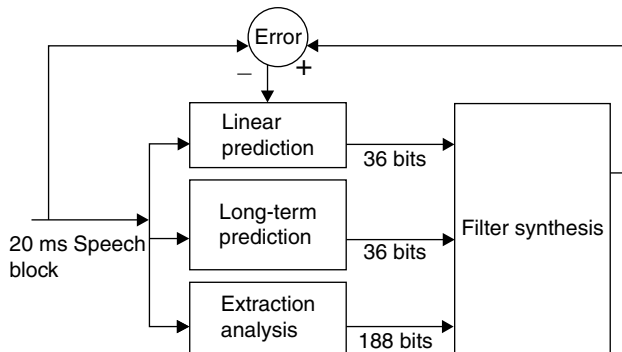 Error
− +
Linear
prediction
36 bits
Long-term
prediction
36 bits
Filter synthesis
20 ms Speech
block
Extraction
analysis
188 bits